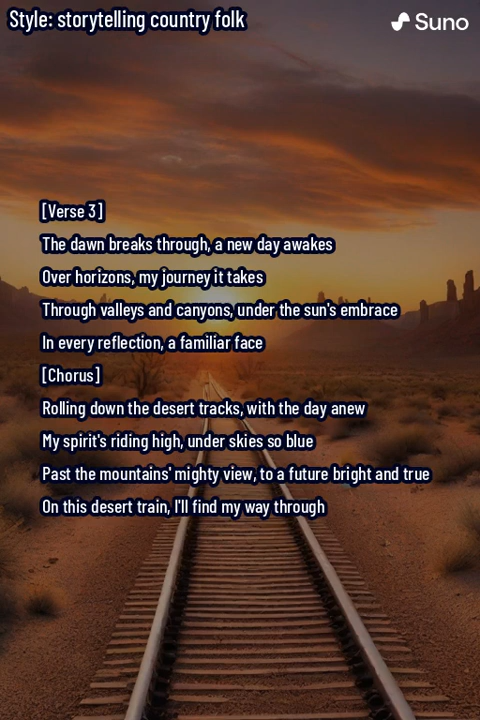 Style: storytelling country folk
Suno
[Verse 3]
The dawn breaks through, a new day awakes
Over horizons, my journey it takes
Through valleys and canyons, under the sun's embrace
In every reflection, a familiar face
[Chorus]
Rolling down the desert tracks, with the day anew
My spirit's riding high, under skies so blue
Past the mountains' mighty view, to a future bright and true
On this desert train, I'll find my way through